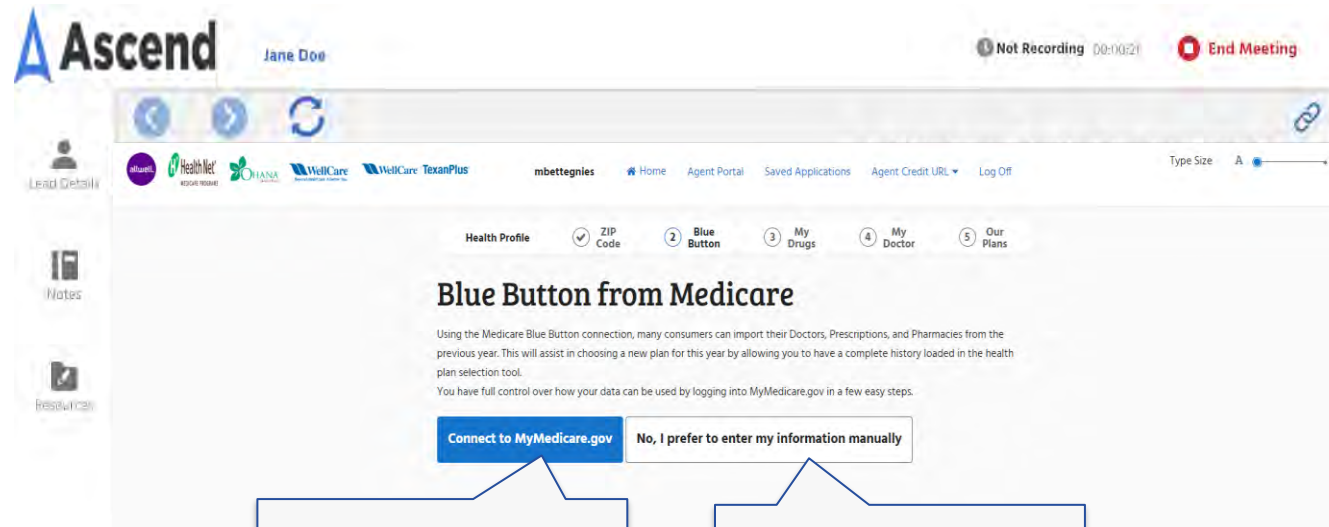 Ascend
Jane Doe
Not Recording 00:00:21
End Meeting
Lead Details
allwell.
Health Net
MEDICARE PROGRAMS
OHANA
WellCare
WellCare TexanPlus
mbettegnies
Home
Agent Portal
Saved Applications
Agent Credit URL
Log Off
Type Size A
Health Profile
ZIP Code
2 Blue Button
3 My Drugs
4 My Doctor
5 Our Plans
Notes
Blue Button from Medicare
Using the Medicare Blue Button connection, many consumers can import their Doctors, Prescriptions, and Pharmacies from the
previous year. This will assist in choosing a new plan for this year by allowing you to have a complete history loaded in the health
plan selection tool.
You have full control over how your data can be used by logging into MyMedicare.gov in a few easy steps.
Resources
Connect to MyMedicare.gov
No, I prefer to enter my information manually